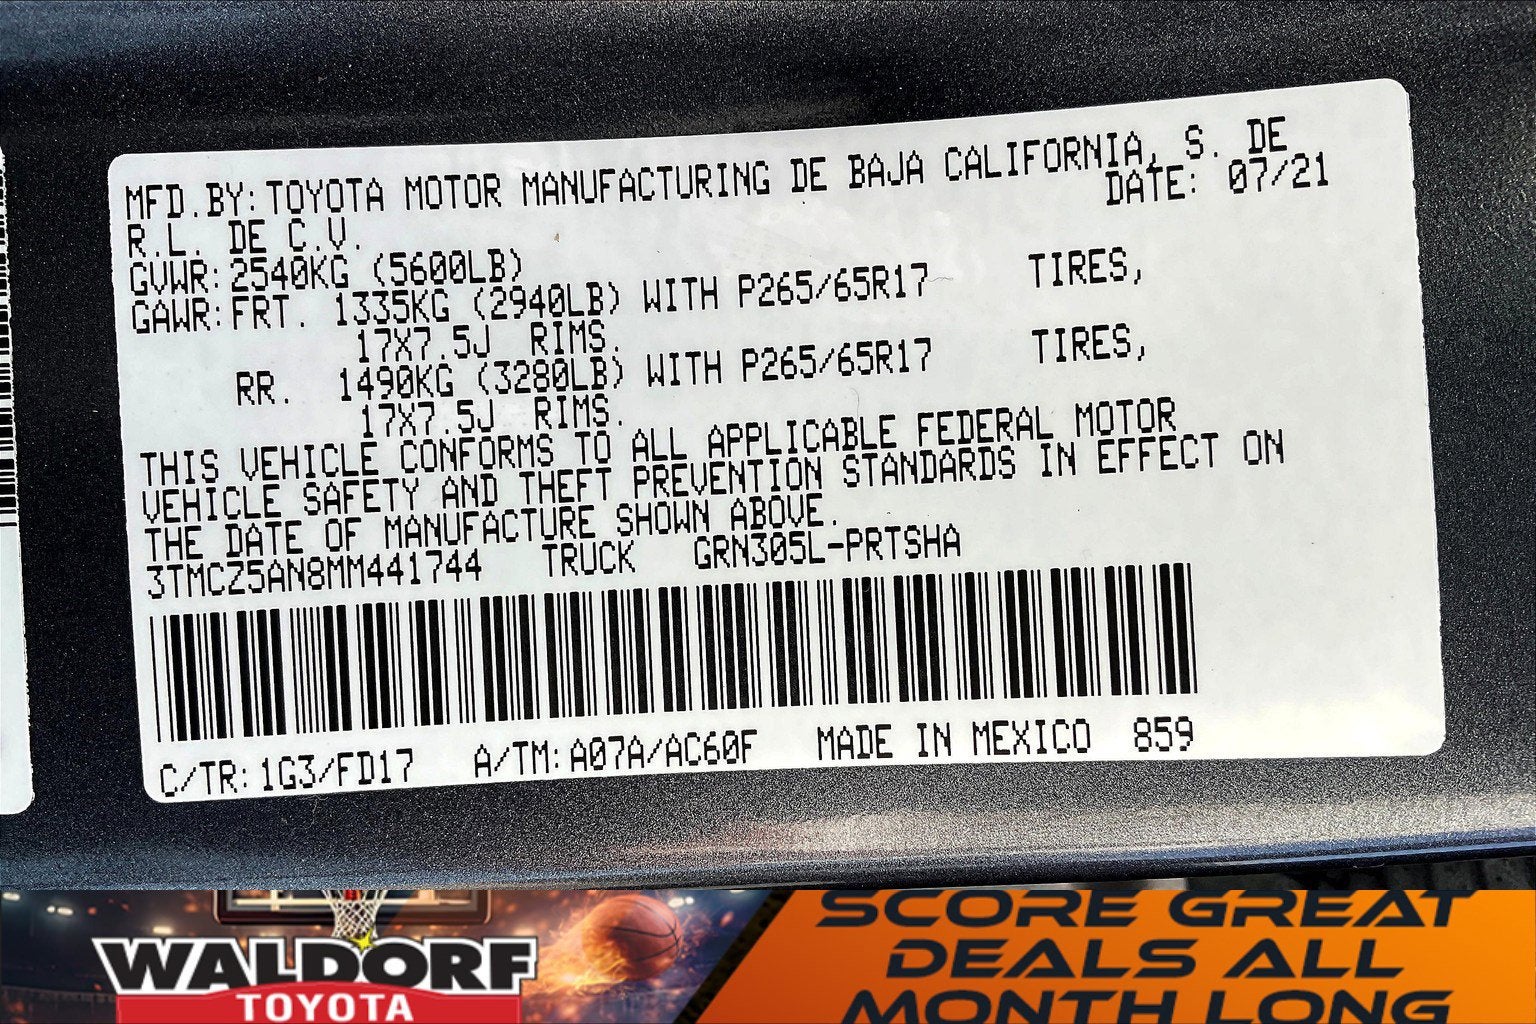 MFD.BY:TOYOTA MOTOR MANUFACTURING DE BAJA CALIFORNIA, S. DE
R.L. DE C.V. DATE: 07/21
GVWR:2540KG (5600LB)
GAWR:FRT. 1335KG (2940LB) WITH P265/65R17 TIRES,
17X7.5J RIMS.
RR. 1490KG (3280LB) WITH P265/65R17 TIRES,
17X7.5J RIMS.
THIS VEHICLE CONFORMS TO ALL APPLICABLE FEDERAL MOTOR
VEHICLE SAFETY AND THEFT PREVENTION STANDARDS IN EFFECT ON
THE DATE OF MANUFACTURE SHOWN ABOVE.
3TMCZ5AN8MM441744 TRUCK GRN305L-PRTSHA
C/TR:1G3/FD17 A/TM:A07A/AC60F MADE IN MEXICO 859
WALDORF
TOYOTA
SCORE GREAT
DEALS ALL
MONTH LONG